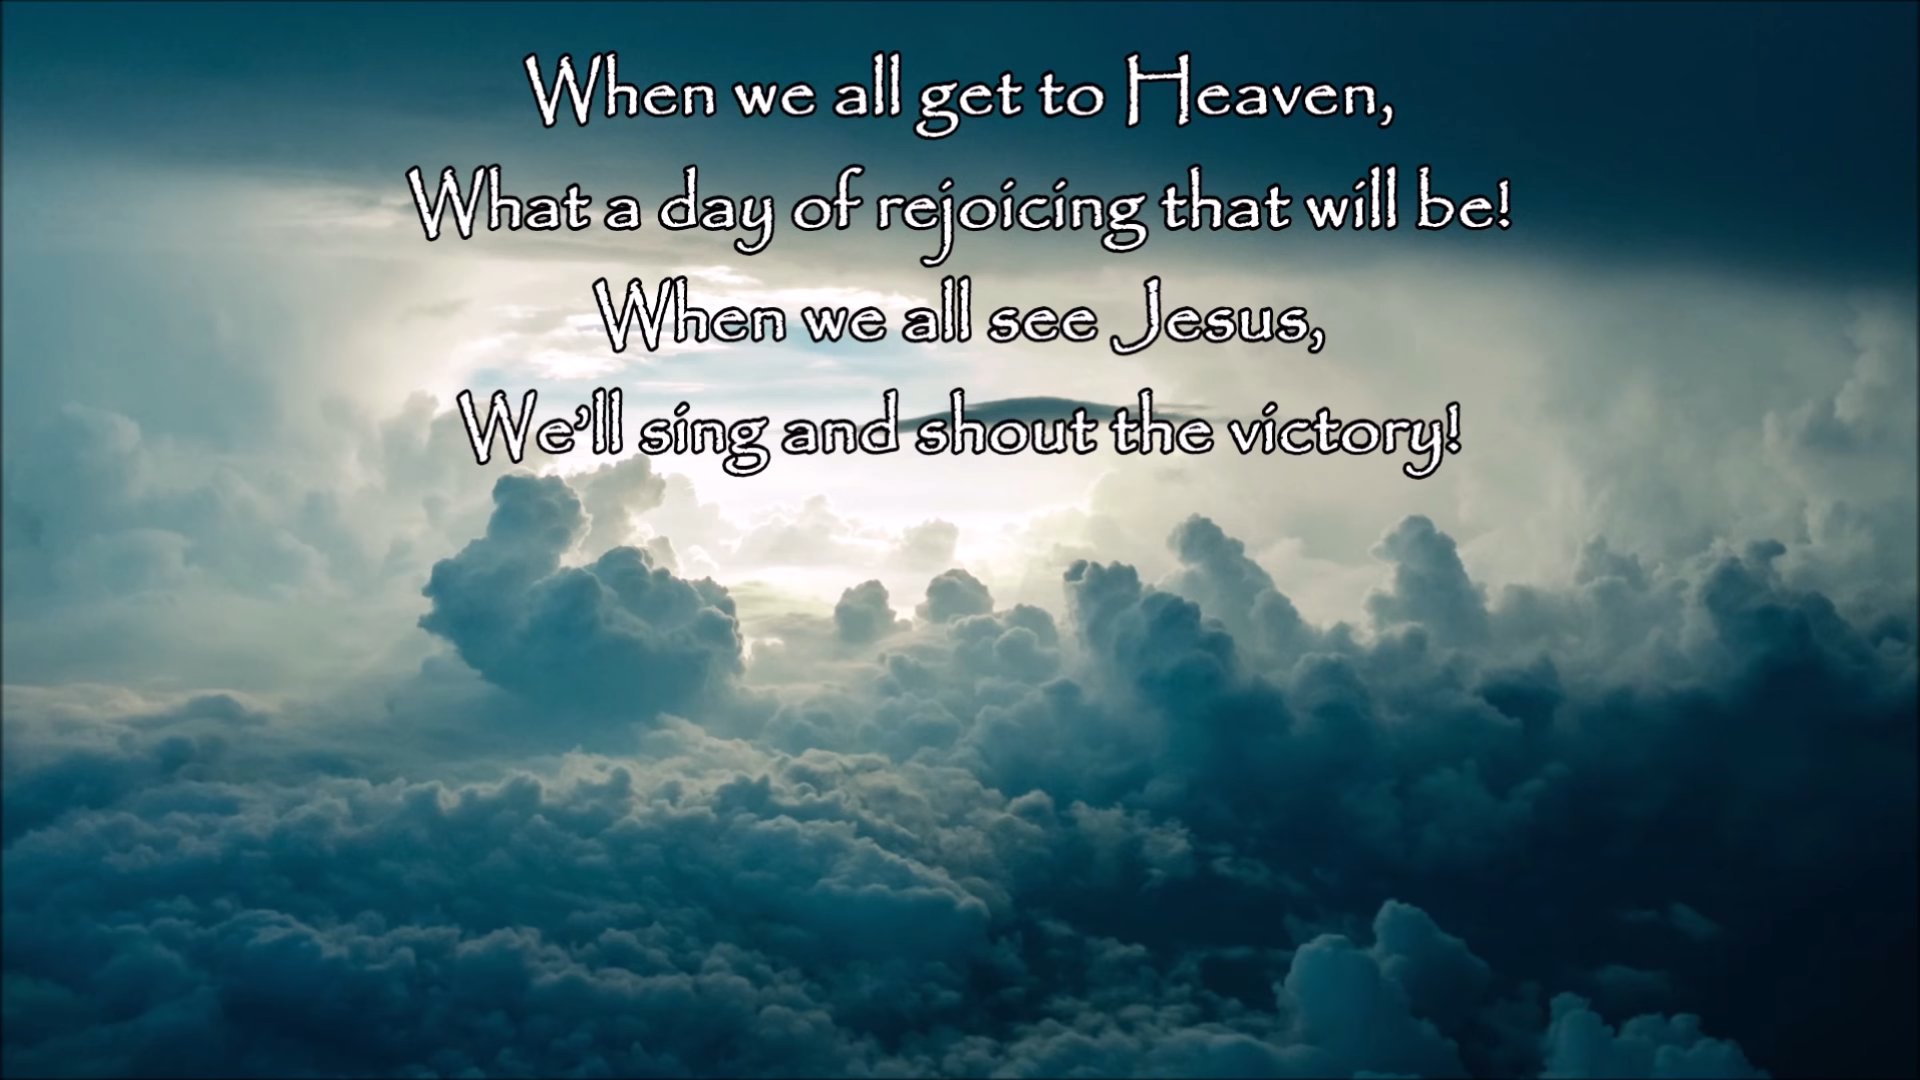 When we all get to Heaven,
What a day of rejoicing that will be!
When we all see Jesus,
We’ll sing and shout the victory!